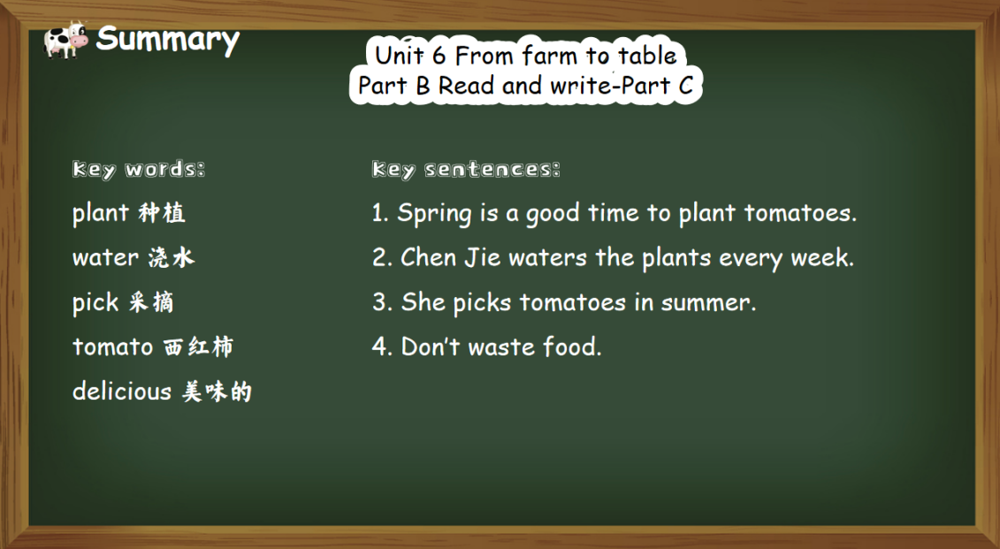 Summary
Unit 6 From farm to table
Part B Read and write-Part C
Key words:
plant 种植
water 浇水
pick 采摘
tomato 西红柿
delicious 美味的
Key sentences:
1. Spring is a good time to plant tomatoes.
2. Chen Jie waters the plants every week.
3. She picks tomatoes in summer.
4. Don't waste food.